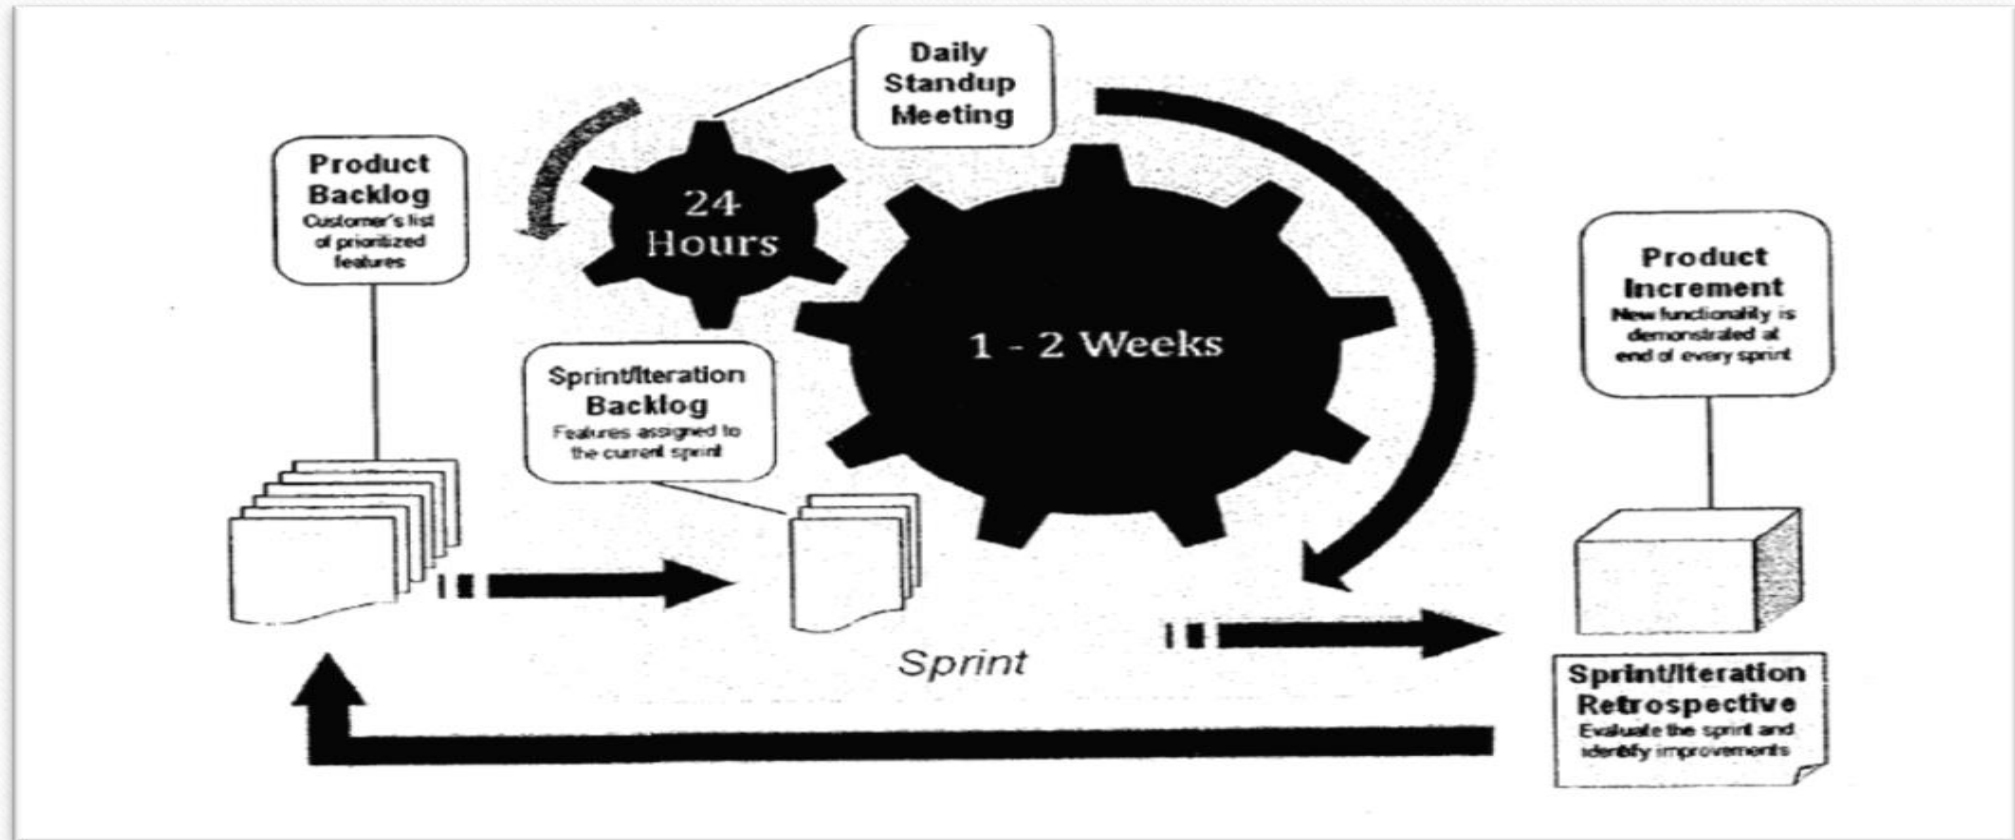 Daily
Standup
Meeting
Product
Backlog
Customer's list
of prioritized
features
24
Hours
1 - 2 Weeks
Sprint/Iteration
Backlog
Features assigned to
the current sprint
Product
Increment
New functionality is
demonstrated at
end of every sprint
Sprint
Sprint/Iteration
Retrospective
Evaluate the sprint and
identify improvements